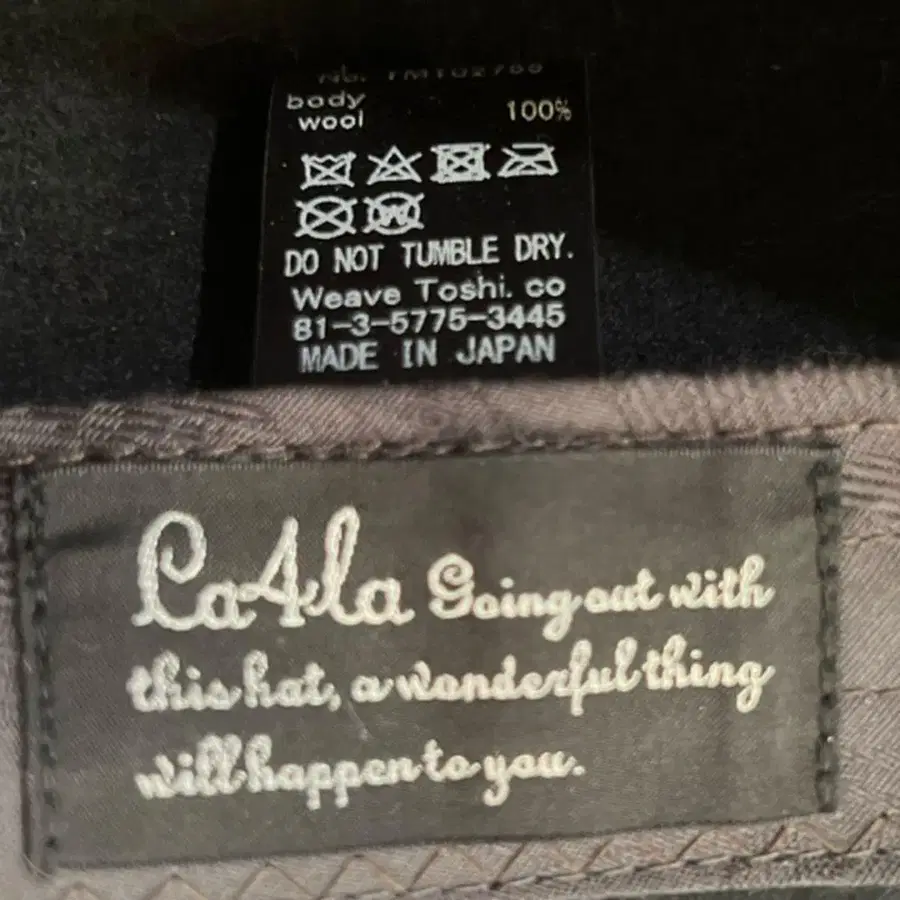 body
wool 100%
W
DO NOT TUMBLE DRY.
Weave Toshi. co
81-3-5775-3445
MADE IN JAPAN
Ca4la Going out with
this hat, a wonderful thing
will happen to you.